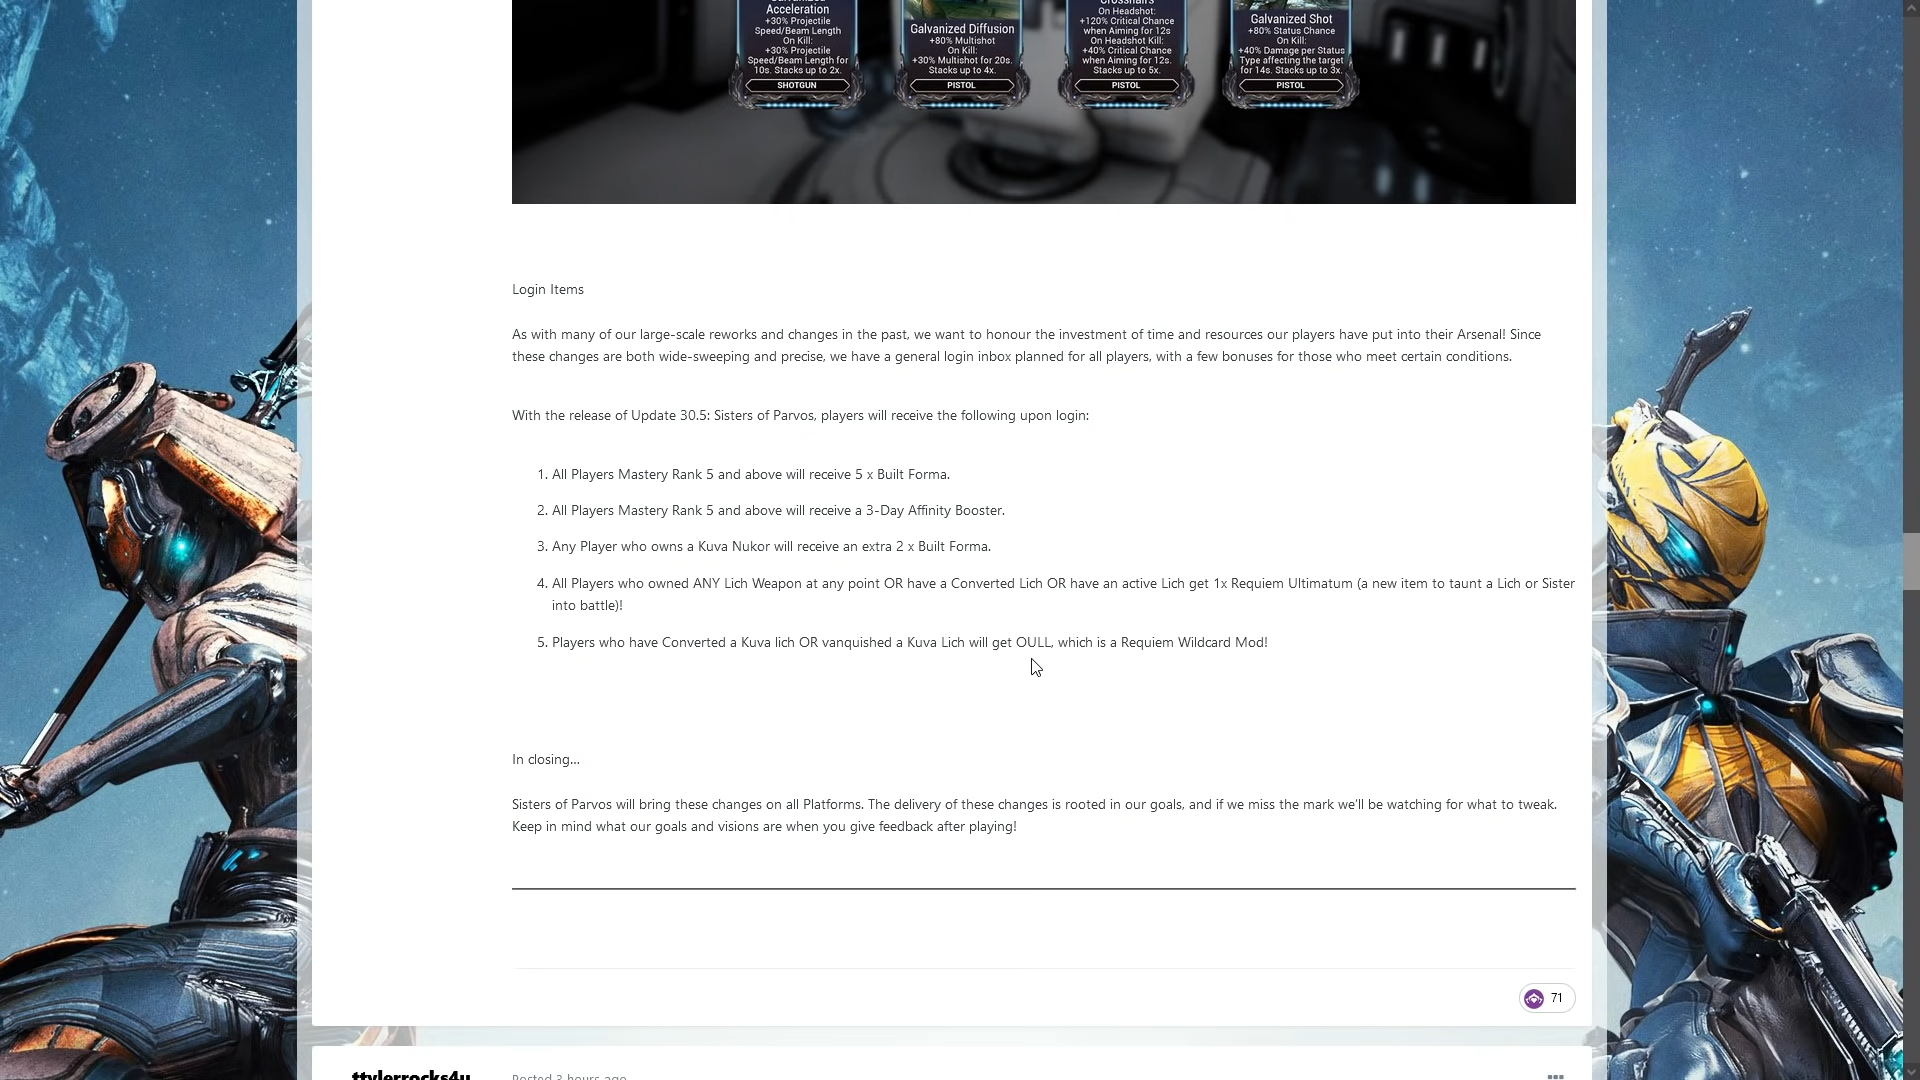 Acceleration
+30% Projectile
Speed/Beam Length
On Kill:
+30% Projectile
Speed/Beam Length for
10s. Stacks up to 2x.
SHOTGUN
Galvanized Diffusion
+80% Multishot
On Kill:
+30% Multishot for 20s.
Stacks up to 4x.
PISTOL
On Headshot:
+120% Critical Chance
when Aiming for 12s
On Headshot Kill:
+40% Critical Chance
when Aiming for 12s.
Stacks up to 5x.
PISTOL
Galvanized Shot
+80% Status Chance
On Kill:
+40% Damage per Status
Type affecting the target
for 14s. Stacks up to 3x.
PISTOL
Login Items
As with many of our large-scale reworks and changes in the past, we want to honour the investment of time and resources our players have put into their Arsenal! Since
these changes are both wide-sweeping and precise, we have a general login inbox planned for all players, with a few bonuses for those who meet certain conditions.
With the release of Update 30.5: Sisters of Parvos, players will receive the following upon login:
1. All Players Mastery Rank 5 and above will receive 5 x Built Forma.
2. All Players Mastery Rank 5 and above will receive a 3-Day Affinity Booster.
3. Any Player who owns a Kuva Nukor will receive an extra 2 x Built Forma.
4. All Players who owned ANY Lich Weapon at any point OR have a Converted Lich OR have an active Lich get 1x Requiem Ultimatum (a new item to taunt a Lich or Sister
into battle)!
5. Players who have Converted a Kuva lich OR vanquished a Kuva Lich will get OULL, which is a Requiem Wildcard Mod!
In closing...
Sisters of Parvos will bring these changes on all Platforms. The delivery of these changes is rooted in our goals, and if we miss the mark we'll be watching for what to tweak.
Keep in mind what our goals and visions are when you give feedback after playing!
71
ttylerrocks4u
Posted 3 hours ago